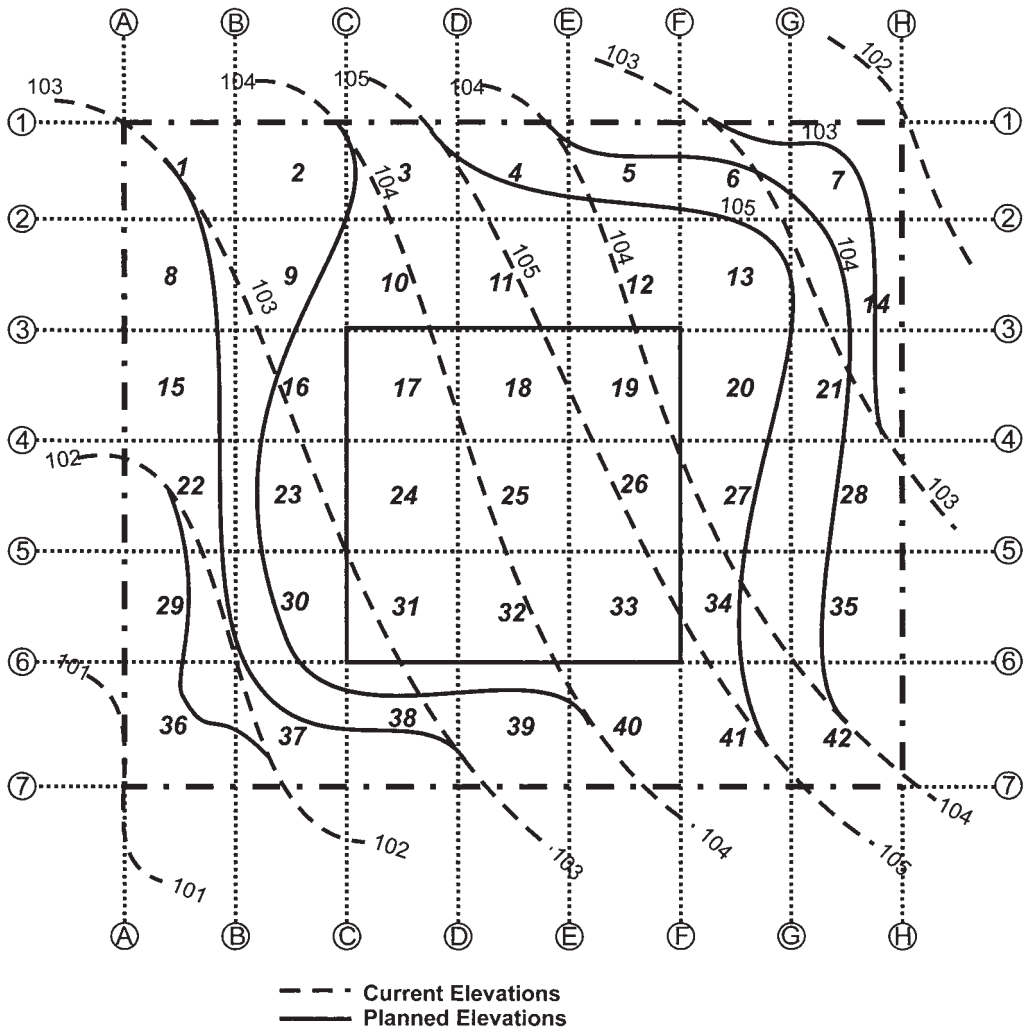 A B C D E F G H
103
102
103
104
105
104
1 1
103
1 2 3 4 5 6 7
104
2 105 2
104
104
8 9 10 11 105 12 13
103
14
3 3
15 16 17 18 19 20 21
4 4
102
22 23 24 25 26 27 28
103
5 5
29 30 31 32 33 34 35
6 6
101
36 37 38 39 40 41 42
7 7
104
102 103 104 105
101
A B C D E F G H
Current Elevations
Planned Elevations